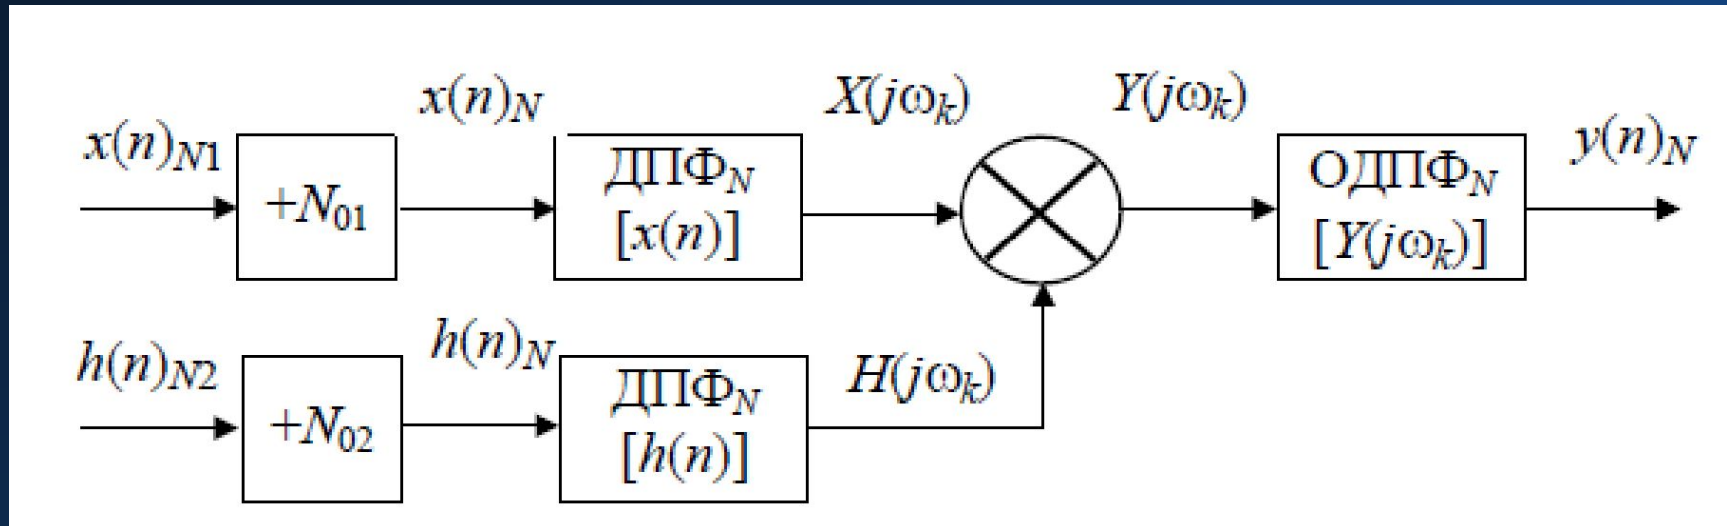 x(n)N1
+N01
x(n)N
ДПФN
[x(n)]
X(jωk)
Y(jωk)
ОДПФN
[Y(jωk)]
y(n)N
h(n)N2
+N02
h(n)N
ДПФN
[h(n)]
H(jωk)